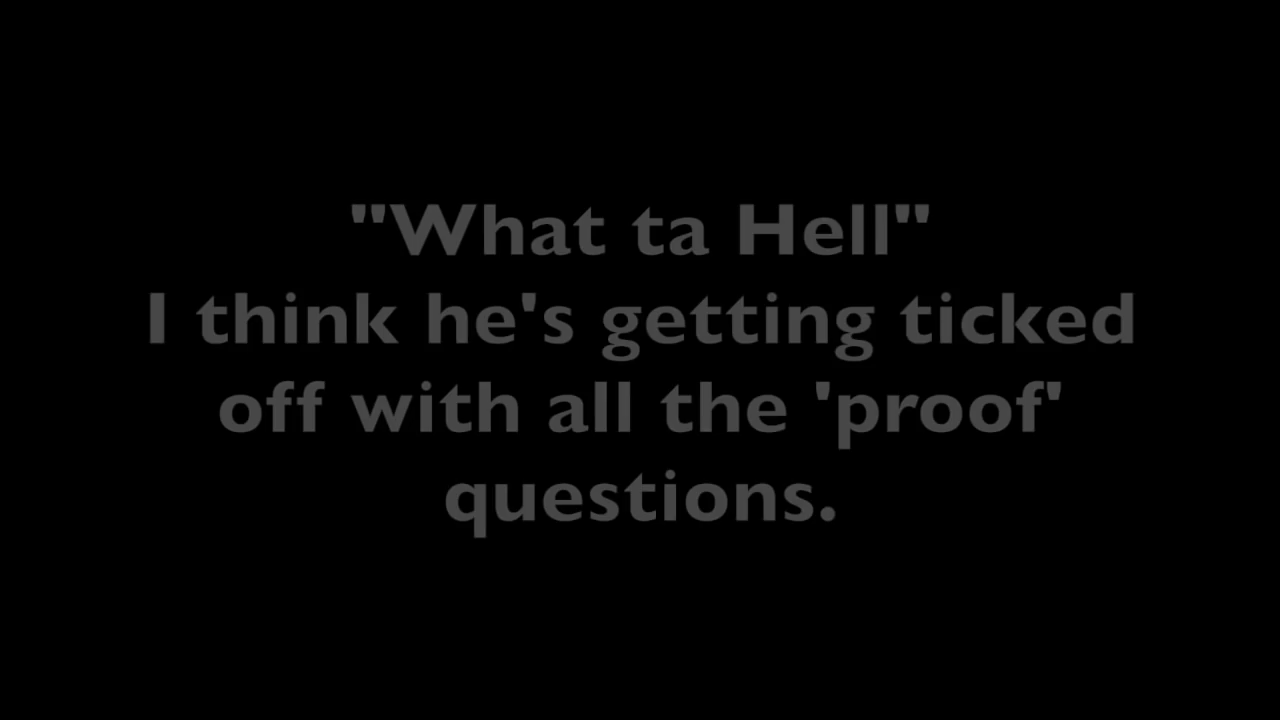 "What ta Hell"
I think he's getting ticked
off with all the 'proof'
questions.